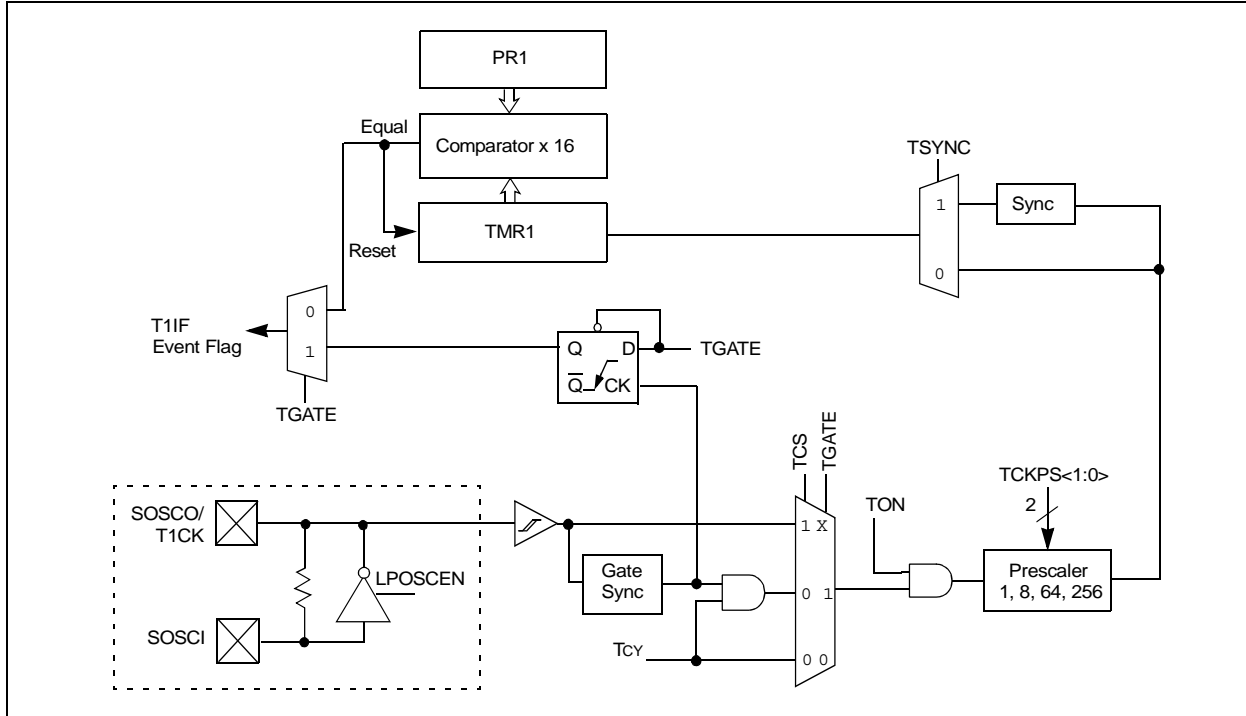 PR1
Equal
Comparator x 16
TSYNC
1
Sync
TMR1
Reset
0
0
T1IF
Event Flag
1
Q
D
TGATE
Q̅
CK
TGATE
TCS
TGATE
TCKPS<1:0>
2
SOSCO/
T1CK
TON
1 X
LPOSCEN
Gate
Sync
0 1
Prescaler
1, 8, 64, 256
SOSCI
TCY
0 0